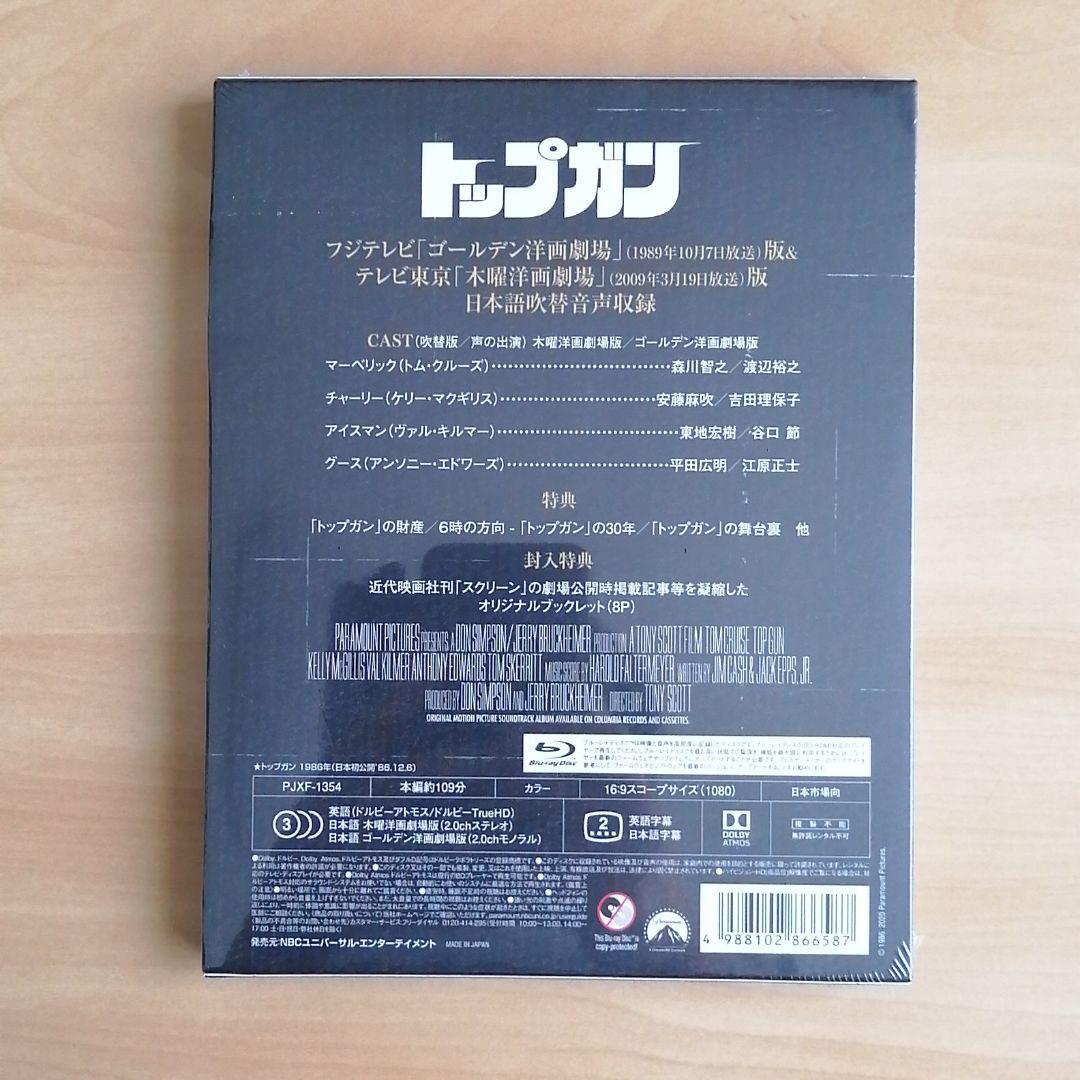 トップガン
フジテレビ「ゴールデン洋画劇場」(1989年10月7日放送)版&
テレビ東京「木曜洋画劇場」(2009年3月19日放送)版
日本語吹替音声収録
CAST(吹替版/声の出演) 木曜洋画劇場版/ゴールデン洋画劇場版
マーベリック(トム・クルーズ)……森川智之/渡辺裕之
チャーリー(ケリー・マクギリス)……安藤麻吹/吉田理保子
アイスマン(ヴァル・キルマー)……東地宏樹/谷口 節
グース(アンソニー・エドワーズ)……平田広明/江原正士
特典
「トップガン」の財産/6時の方向 - 「トップガン」の30年/「トップガン」の舞台裏 他
封入特典
近代映画社刊「スクリーン」の劇場公開時掲載記事等を凝縮した
オリジナルブックレット(8P)
PARAMOUNT PICTURES PRESENTS A DON SIMPSON/JERRY BRUCKHEIMER PRODUCTION A TONY SCOTT FILM TOM CRUISE TOP GUN
KELLY McGILLIS VAL KILMER ANTHONY EDWARDS TOM SKERRITT MUSIC SCORE BY HAROLD FALTERMEYER WRITTEN BY JIM CASH & JACK EPPS, JR.
PRODUCED BY DON SIMPSON AND JERRY BRUCKHEIMER DIRECTED BY TONY SCOTT
ORIGINAL MOTION PICTURE SOUNDTRACK ALBUM AVAILABLE ON COLUMBIA RECORDS AND CASSETTES.
Blu-ray Disc
★トップガン 1986年(日本初公開'86.12.6)
PJXF-1354 本編約109分 カラー 16:9スコープサイズ(1080) 日本市場向
3 英語(ドルビーアトモス/ドルビーTrueHD)
日本語 木曜洋画劇場版(2.0chステレオ)
日本語 ゴールデン洋画劇場版(2.0chモノラル)
2 英語字幕
日本語字幕
DOLBY
ATMOS
複製不能
無許諾レンタル不可
This Blu-ray Disc™ is
copy-protected!
Paramount
4 988102 866587
© 1986, 2020 Paramount Pictures.
発売元:NBCユニバーサル・エンターテイメント MADE IN JAPAN